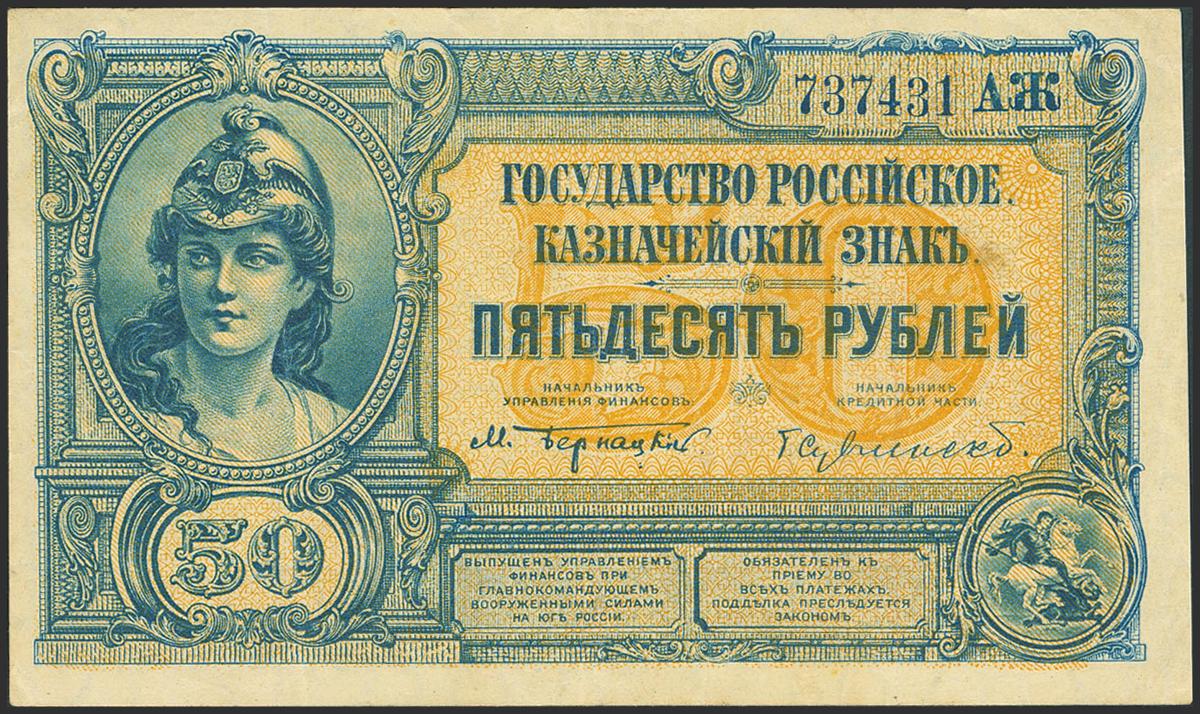 737431 АЖ
ГОСУДАРСТВО РОССІЙСКОЕ.
КАЗНАЧЕЙСКІЙ ЗНАКЪ.
50
ПЯТЬДЕСЯТЪ РУБЛЕЙ
НАЧАЛЬНИКЪ
УПРАВЛЕНІЯ ФИНАНСОВЪ:
НАЧАЛЬНИКЪ
КРЕДИТНОЙ ЧАСТИ:
М. Бернацкій
50
ВЫПУЩЕНЪ УПРАВЛЕНІЕМЪ
ФИНАНСОВЪ ПРИ
ГЛАВНОКОМАНДУЮЩЕМЪ
ВООРУЖЕННЫМИ СИЛАМИ
НА ЮГѢ РОССІИ.
ОБЯЗАТЕЛЕНЪ КЪ
ПРІЕМУ ВО
ВСѢХЪ ПЛАТЕЖАХЪ.
ПОДДѢЛКА ПРЕСЛѢДУЕТСЯ
ЗАКОНОМЪ.